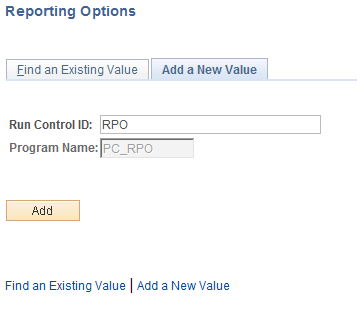 Reporting Options
Find an Existing Value Add a New Value
Run Control ID: RPO
Program Name: PC_RPO
Add
Find an Existing Value | Add a New Value